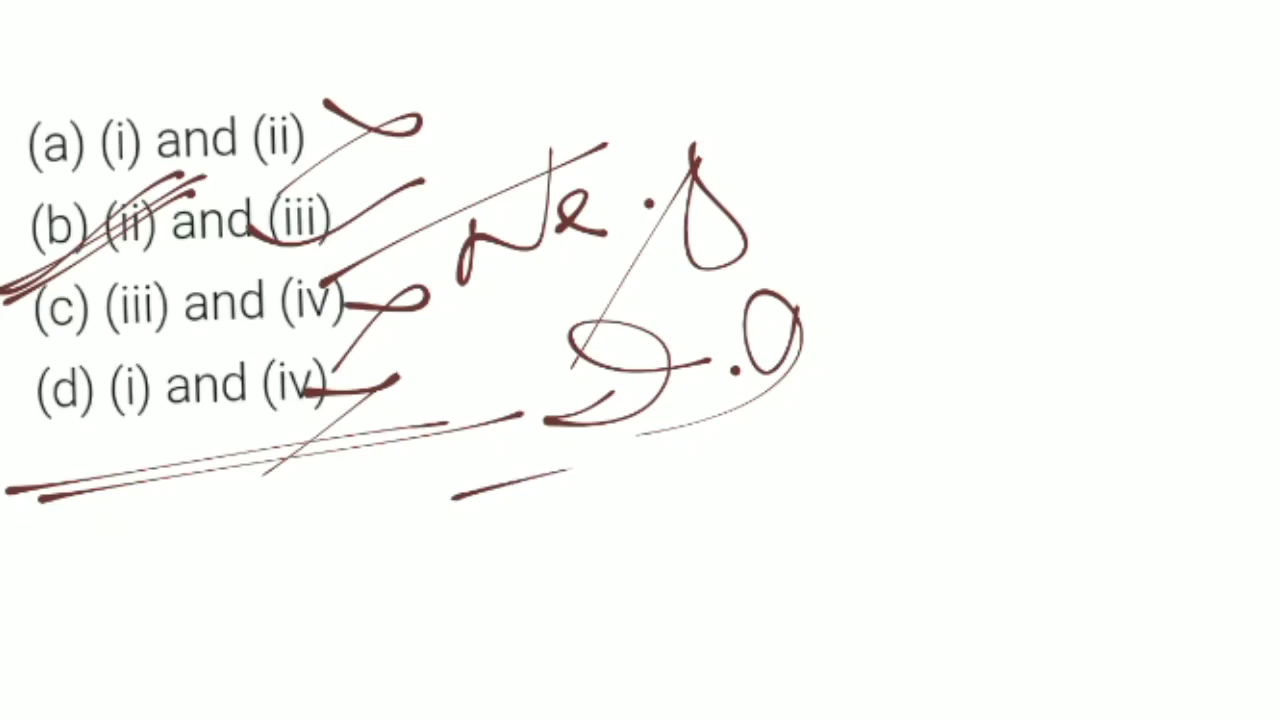 (a) (i) and (ii)
(b) (ii) and (iii)
(c) (iii) and (iv)
(d) (i) and (iv)